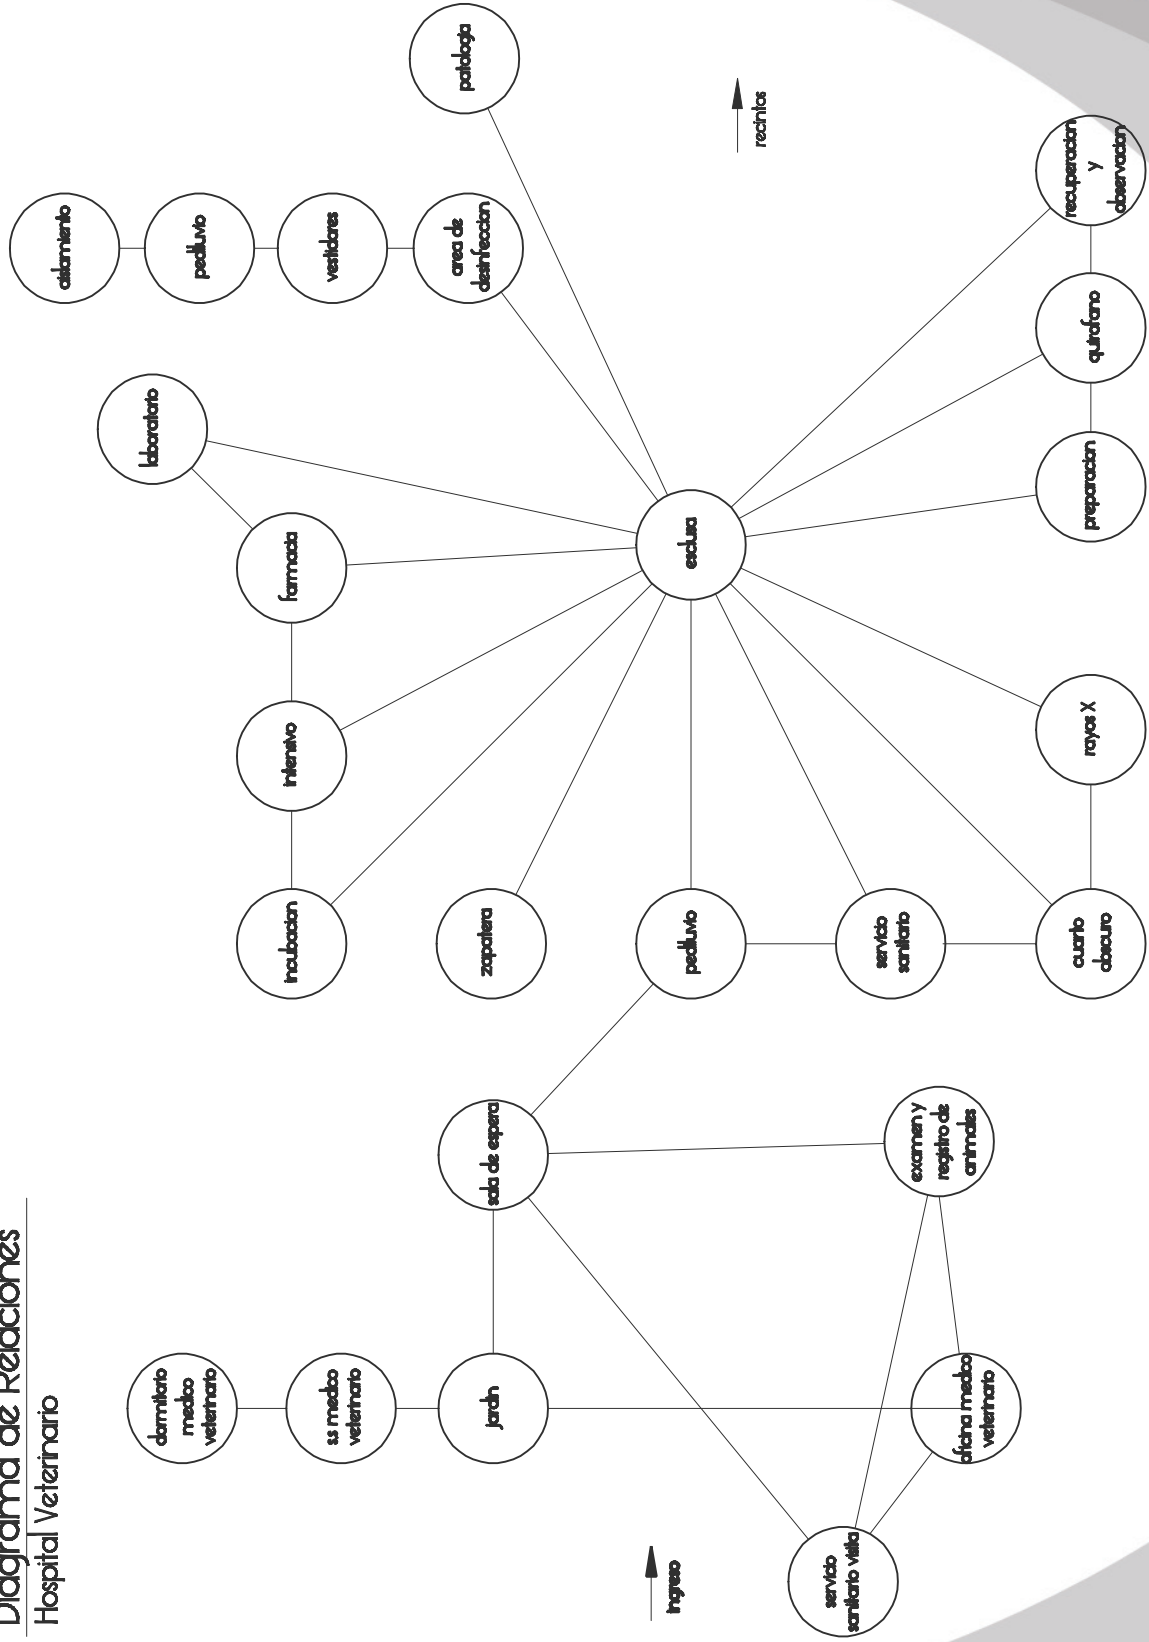 Diagrama de Relaciones
Hospital Veterinario
dormitorio
medico
veterinario
s.s medico
veterinario
jardin
oficina medico
veterinario
servicio
sanitario visita
ingreso
sala de espera
examen y
registro de
animales
incubacion
zapatera
pediluvio
servicio
sanitario
cuarto
obscuro
intensivo
rayos X
farmacia
esclusa
laboratorio
preparacion
quirofano
aislamiento
pediluvio
vestidores
area de
desinfeccion
recuperacion
y
observacion
patologia
recintos